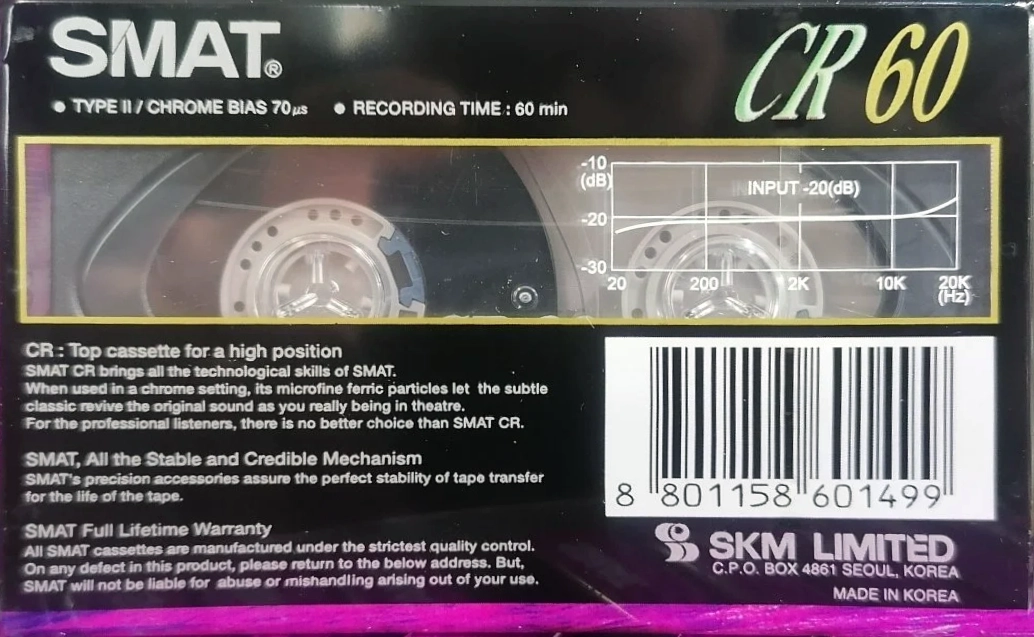 SMAT®
● TYPE II / CHROME BIAS 70μs ● RECORDING TIME : 60 min
CR 60
-10
(dB)
INPUT -20(dB)
-20
-30
20 200 2K 10K 20K
(Hz)
CR : Top cassette for a high position
SMAT CR brings all the technological skills of SMAT.
When used in a chrome setting, its microfine ferric particles let the subtle
classic revive the original sound as you really being in theatre.
For the professional listeners, there is no better choice than SMAT CR.
SMAT, All the Stable and Credible Mechanism
SMAT's precision accessories assure the perfect stability of tape transfer
for the life of the tape.
SMAT Full Lifetime Warranty
All SMAT cassettes are manufactured under the strictest quality control.
On any defect in this product, please return to the below address. But,
SMAT will not be liable for abuse or mishandling arising out of your use.
8 801158 601499
SKM LIMITED
C.P.O. BOX 4861 SEOUL, KOREA
MADE IN KOREA